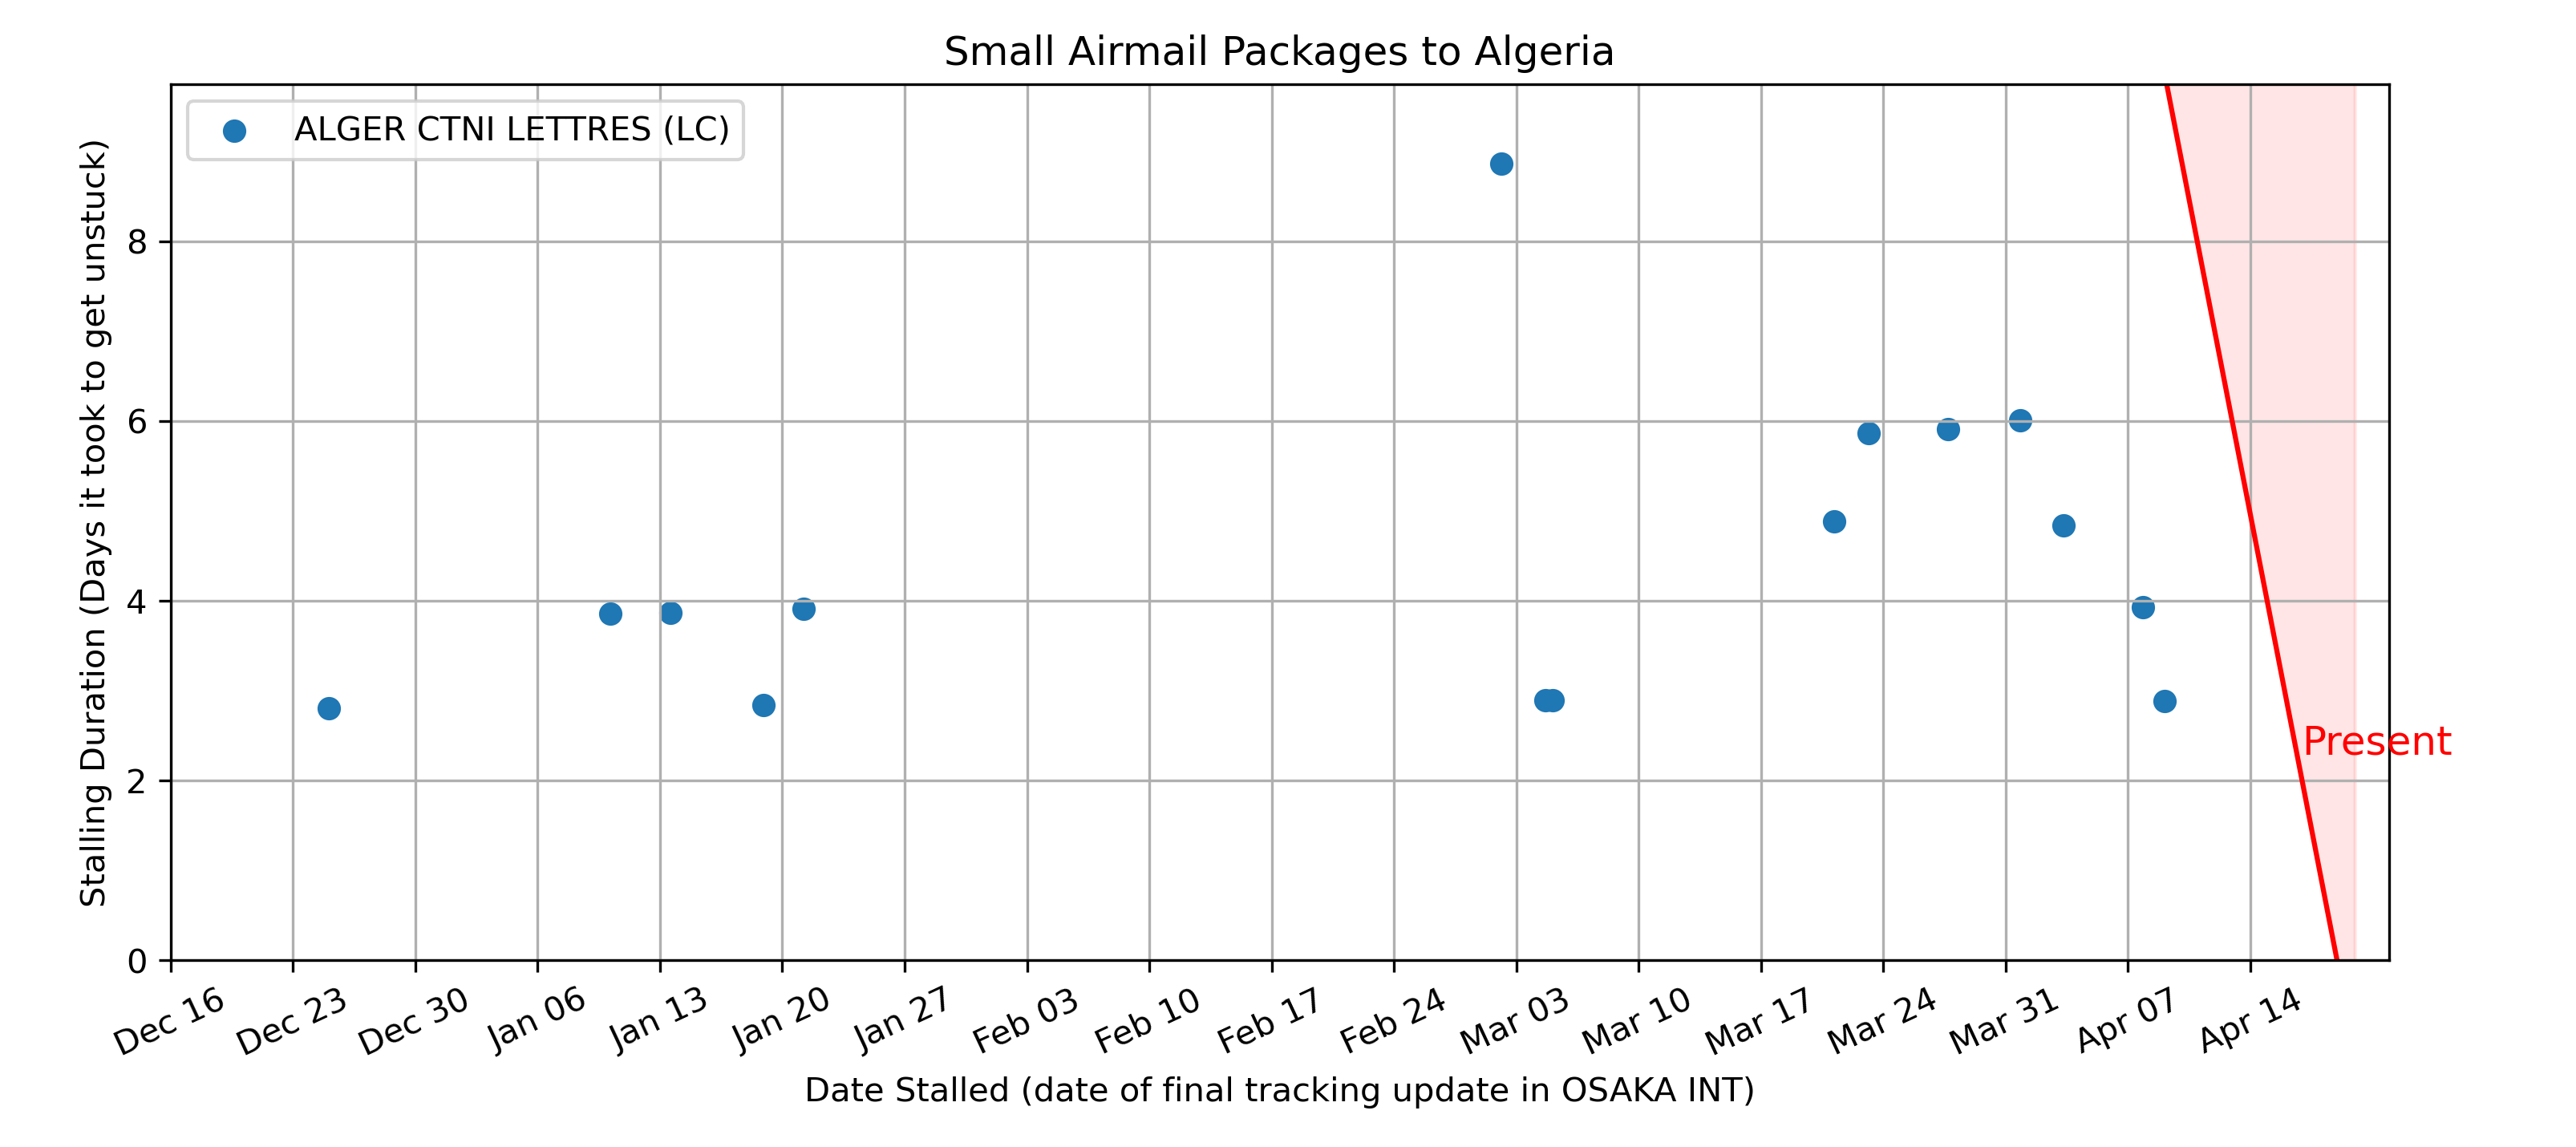 Small Airmail Packages to Algeria
ALGER CTNI LETTRES (LC)
Stalling Duration (Days it took to get unstuck)
8
6
4
2
0
Present
Dec 16
Dec 23
Dec 30
Jan 06
Jan 13
Jan 20
Jan 27
Feb 03
Feb 10
Feb 17
Feb 24
Mar 03
Mar 10
Mar 17
Mar 24
Mar 31
Apr 07
Apr 14
Date Stalled (date of final tracking update in OSAKA INT)